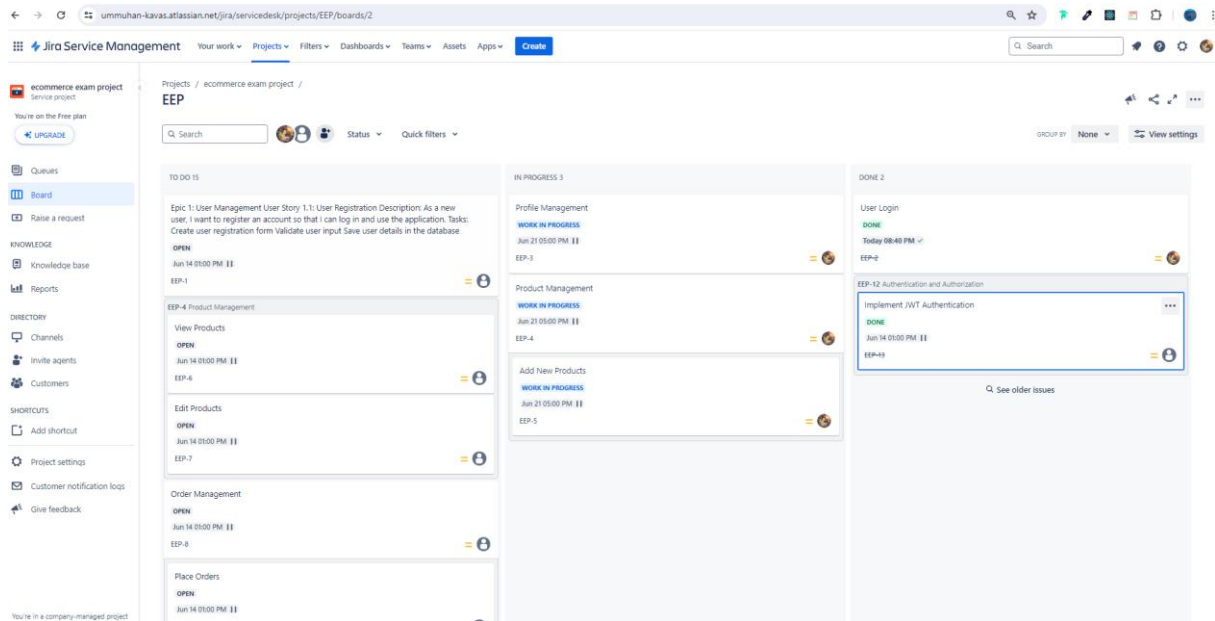 ummuhan-kavas.atlassian.net/jira/servicedesk/projects/EEP/boards/2
Jira Service Management Your work Projects Filters Dashboards Teams Assets Apps Create Search
ecommerce exam project
Service project
You're on the Free plan
UPGRADE
Queues
Board
Raise a request
KNOWLEDGE
Knowledge base
Reports
DIRECTORY
Channels
Invite agents
Customers
SHORTCUTS
Add shortcut
Project settings
Customer notification logs
Give feedback
You're in a company-managed project
Projects / ecommerce exam project /
EEP
Search Status Quick filters GROUP BY None View settings
TO DO 15
Epic 1: User Management User Story 1.1: User Registration Description: As a new
user, I want to register an account so that I can log in and use the application. Tasks:
Create user registration form Validate user input Save user details in the database
OPEN
Jun 14 01:00 PM
EEP-1
EEP-4 Product Management
View Products
OPEN
Jun 14 01:00 PM
EEP-6
Edit Products
OPEN
Jun 14 01:00 PM
EEP-7
Order Management
OPEN
Jun 14 01:00 PM
EEP-8
Place Orders
OPEN
Jun 14 01:00 PM
IN PROGRESS 3
Profile Management
WORK IN PROGRESS
Jun 21 05:00 PM
EEP-3
Product Management
WORK IN PROGRESS
Jun 21 05:00 PM
EEP-4
Add New Products
WORK IN PROGRESS
Jun 21 05:00 PM
EEP-5
DONE 2
User Login
DONE
Today 08:40 PM
EEP-2
EEP-12 Authentication and Authorization
Implement JWT Authentication
DONE
Jun 14 01:00 PM
EEP-13
See older issues